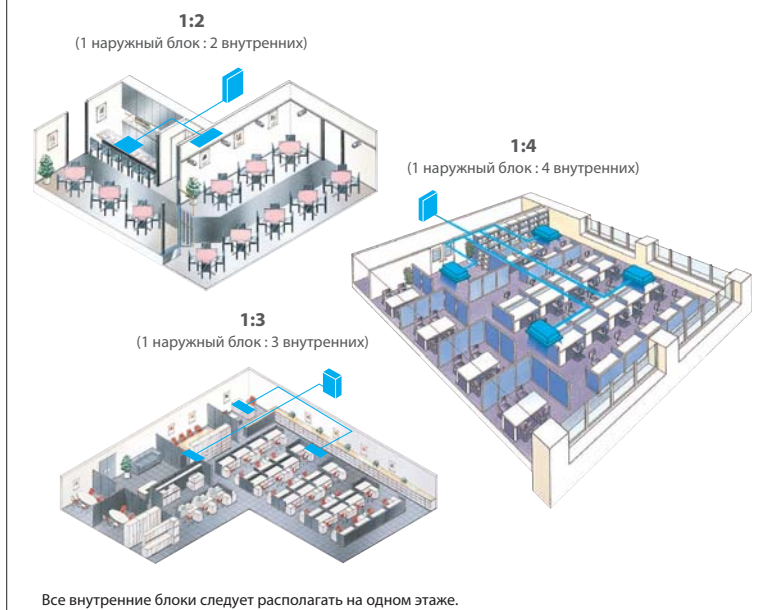 1:2
(1 наружный блок : 2 внутренних)
1:4
(1 наружный блок : 4 внутренних)
1:3
(1 наружный блок : 3 внутренних)
Все внутренние блоки следует располагать на одном этаже.